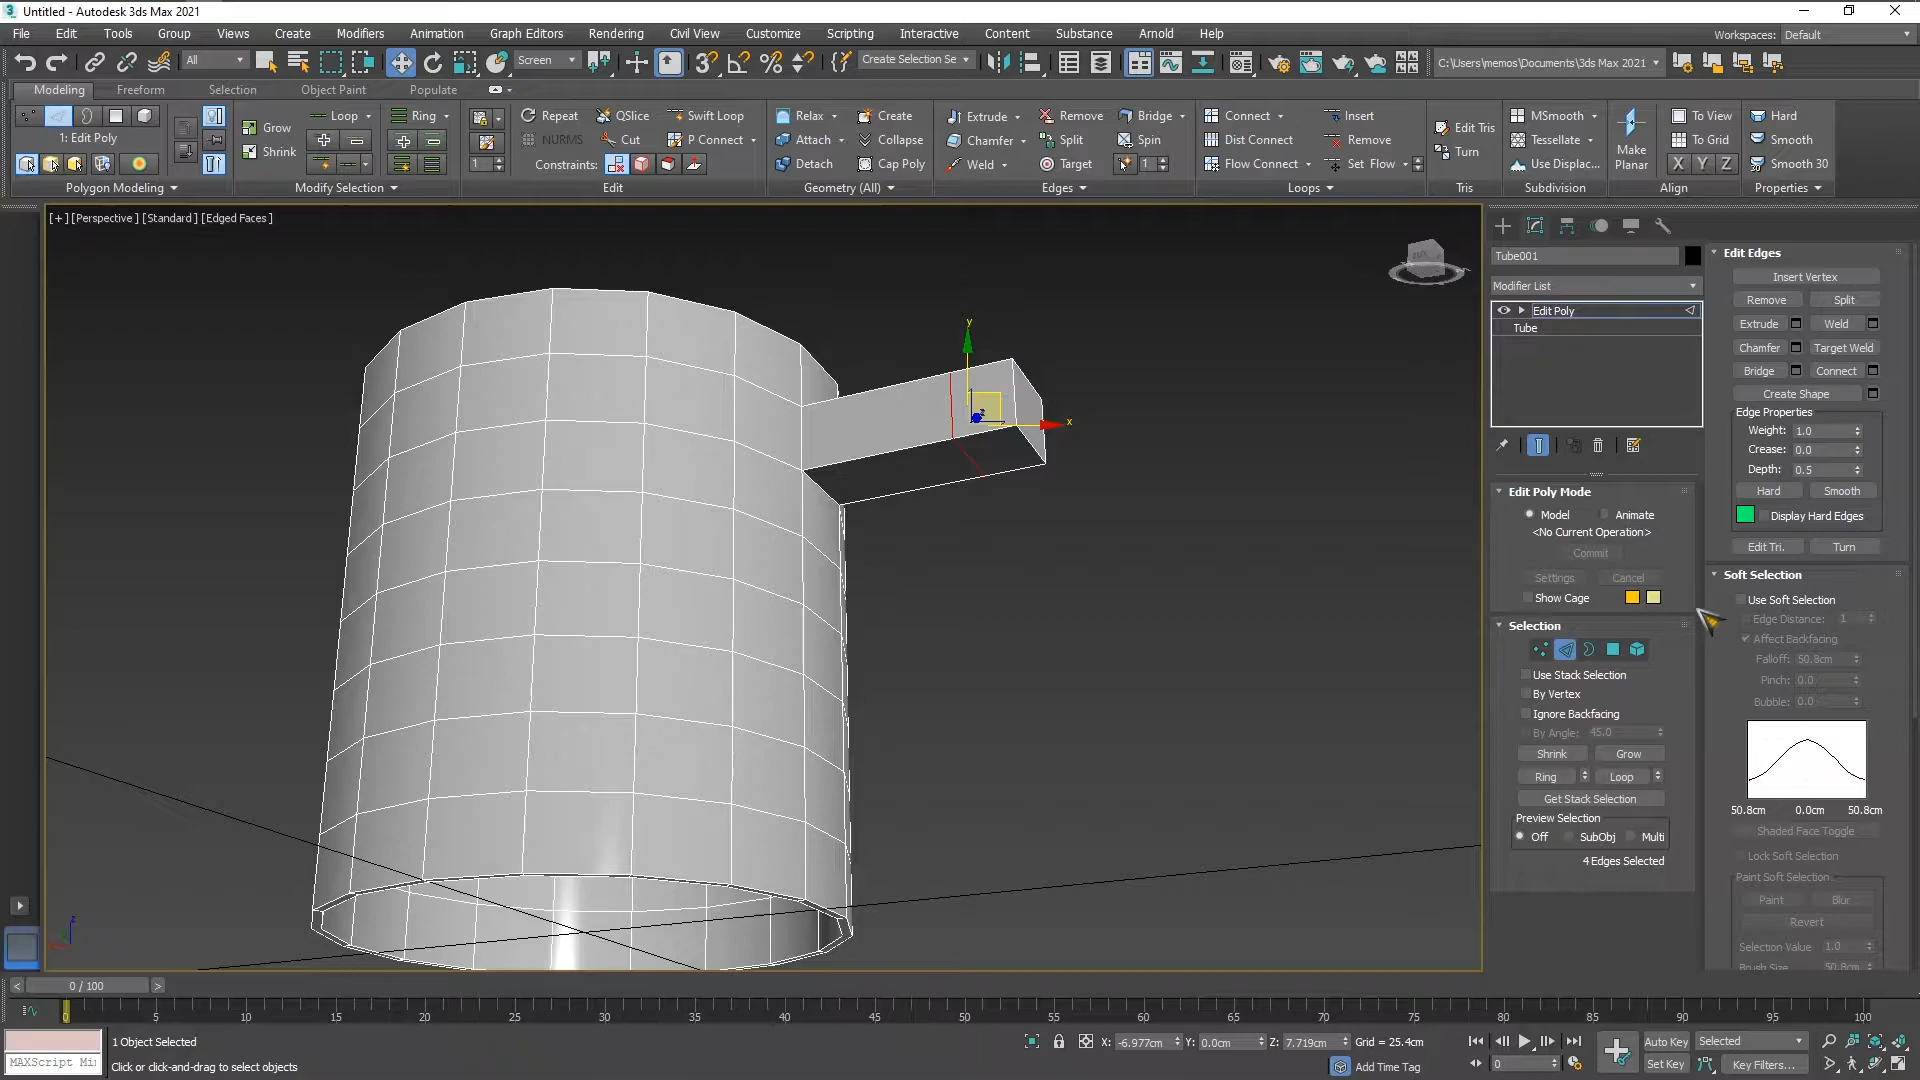 Untitled - Autodesk 3ds Max 2021
File Edit Tools Group Views Create Modifiers Animation Graph Editors Rendering Civil View Customize Scripting Interactive Content Substance Arnold Help
Workspaces: Default
All
Screen
Create Selection Se
C:\Users\memos\Documents\3ds Max 2021
Modeling Freeform Selection Object Paint Populate
1: Edit Poly
Polygon Modeling
Grow
Shrink
Loop
Ring
Modify Selection
Repeat QSlice Swift Loop
NURMS Cut P Connect
1 Constraints:
Edit
Relax Create
Attach Collapse
Detach Cap Poly
Geometry (All)
Extrude Remove Bridge
Chamfer Split Spin
Weld Target 1
Edges
Connect Insert
Dist Connect Remove
Flow Connect Set Flow
Loops
Edit Tris
Turn
Tris
MSmooth
Tessellate
Use Displac...
Subdivision
Make
Planar
To View
To Grid
X Y Z
Align
Hard
Smooth
Smooth 30
Properties
[+] [Perspective] [Standard] [Edged Faces]
y
x
z
Tube001
Modifier List
Edit Poly
Tube
Edit Poly Mode
Model Animate
<No Current Operation>
Commit
Settings Cancel
Show Cage
Selection
Use Stack Selection
By Vertex
Ignore Backfacing
By Angle: 45.0
Shrink Grow
Ring Loop
Get Stack Selection
Preview Selection
Off SubObj Multi
4 Edges Selected
Edit Edges
Insert Vertex
Remove Split
Extrude Weld
Chamfer Target Weld
Bridge Connect
Create Shape
Edge Properties
Weight: 1.0
Crease: 0.0
Depth: 0.5
Hard Smooth
Display Hard Edges
Edit Tri. Turn
Soft Selection
Use Soft Selection
Edge Distance: 1
Affect Backfacing
Falloff: 50.8cm
Pinch: 0.0
Bubble: 0.0
50.8cm 0.0cm 50.8cm
Shaded Face Toggle
Lock Soft Selection
Paint Soft Selection
Paint Blur
Revert
Selection Value 1.0
Brush Size 50.8cm
z
< 0 / 100 >
0 5 10 15 20 25 30 35 40 45 50 55 60 65 70 75 80 85 90 95 100
MAXScript Mi
1 Object Selected
Click or click-and-drag to select objects
X: -6.977cm Y: 0.0cm Z: 7.719cm Grid = 25.4cm
Add Time Tag
0
Auto Key Selected
Set Key Key Filters...